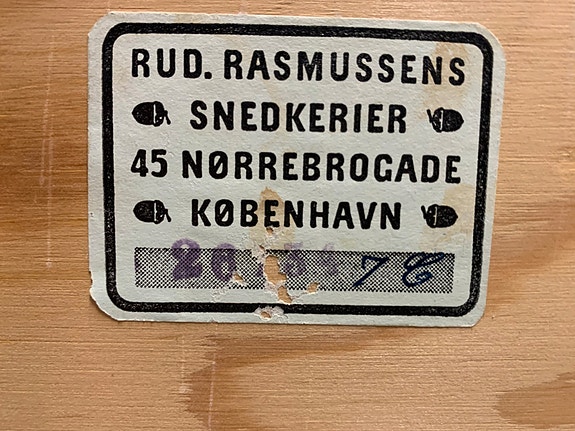 RUD. RASMUSSENS
SNEDKERIER
45 NØRREBROGADE
KØBENHAVN